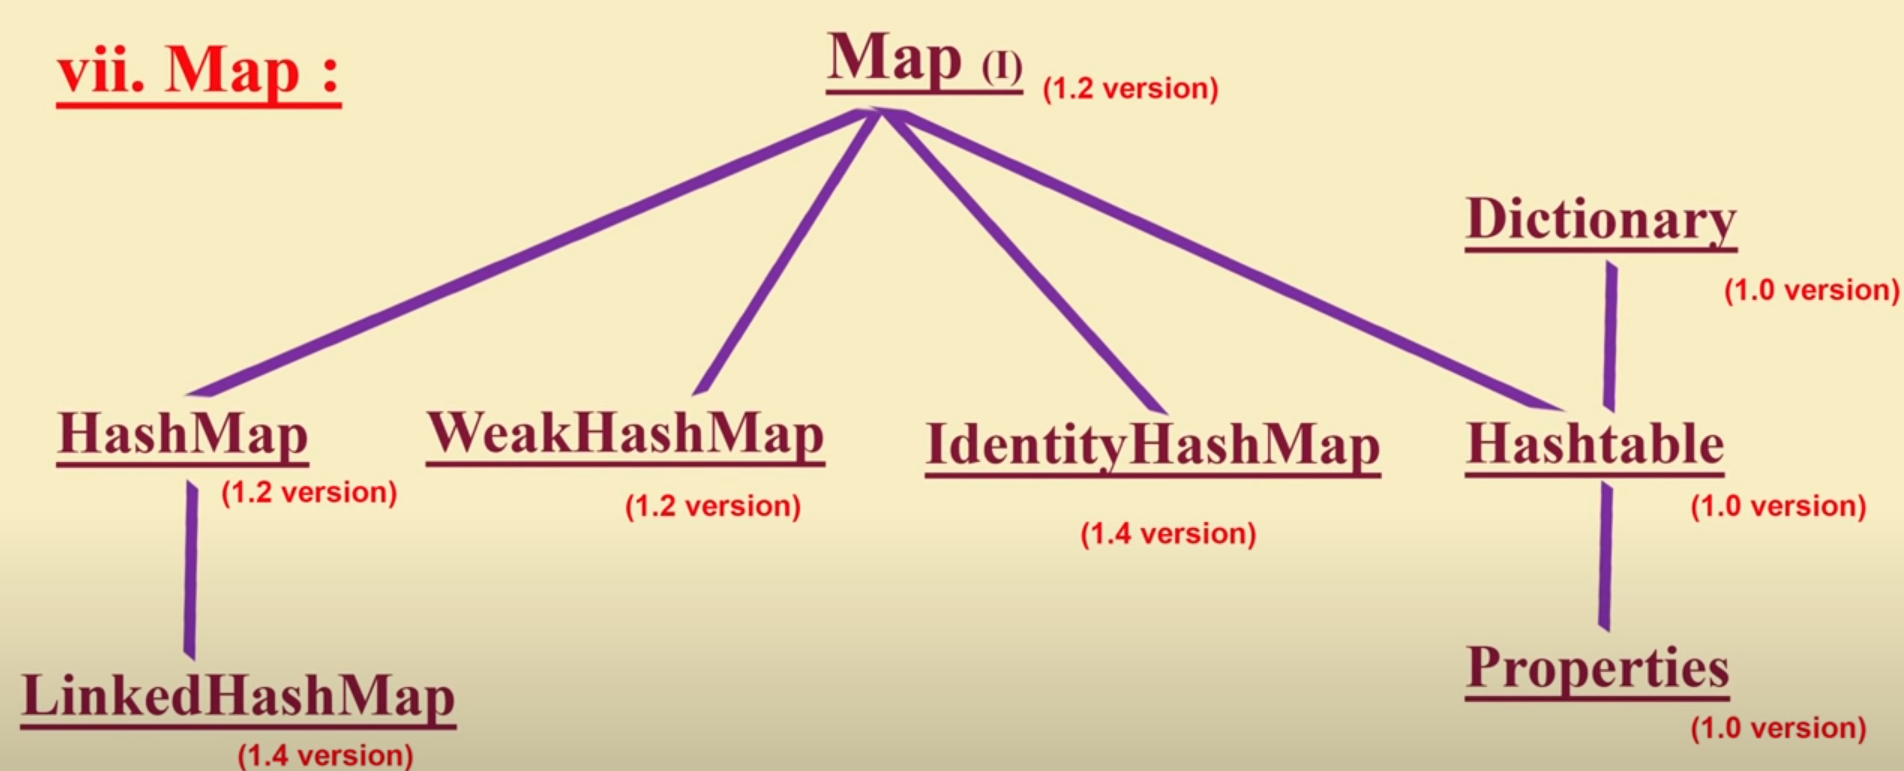 vii. Map :
Map (I) (1.2 version)
Dictionary
(1.0 version)
HashMap
(1.2 version)
WeakHashMap
(1.2 version)
IdentityHashMap
(1.4 version)
Hashtable
(1.0 version)
LinkedHashMap
(1.4 version)
Properties
(1.0 version)